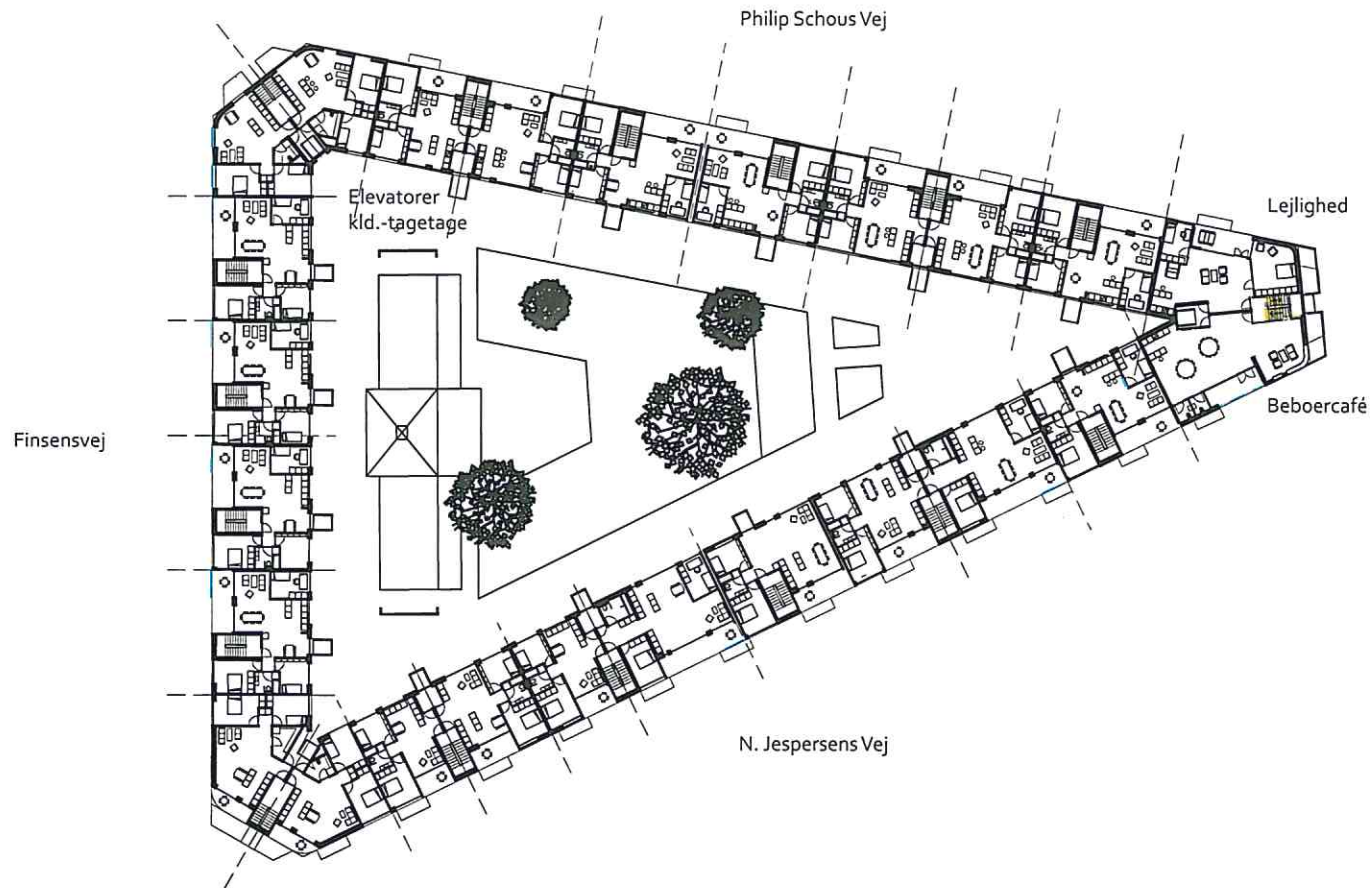 Philip Schous Vej
Elevatorer
kld.-tagetage
Lejlighed
Finsensvej
Beboercafé
N. Jespersens Vej